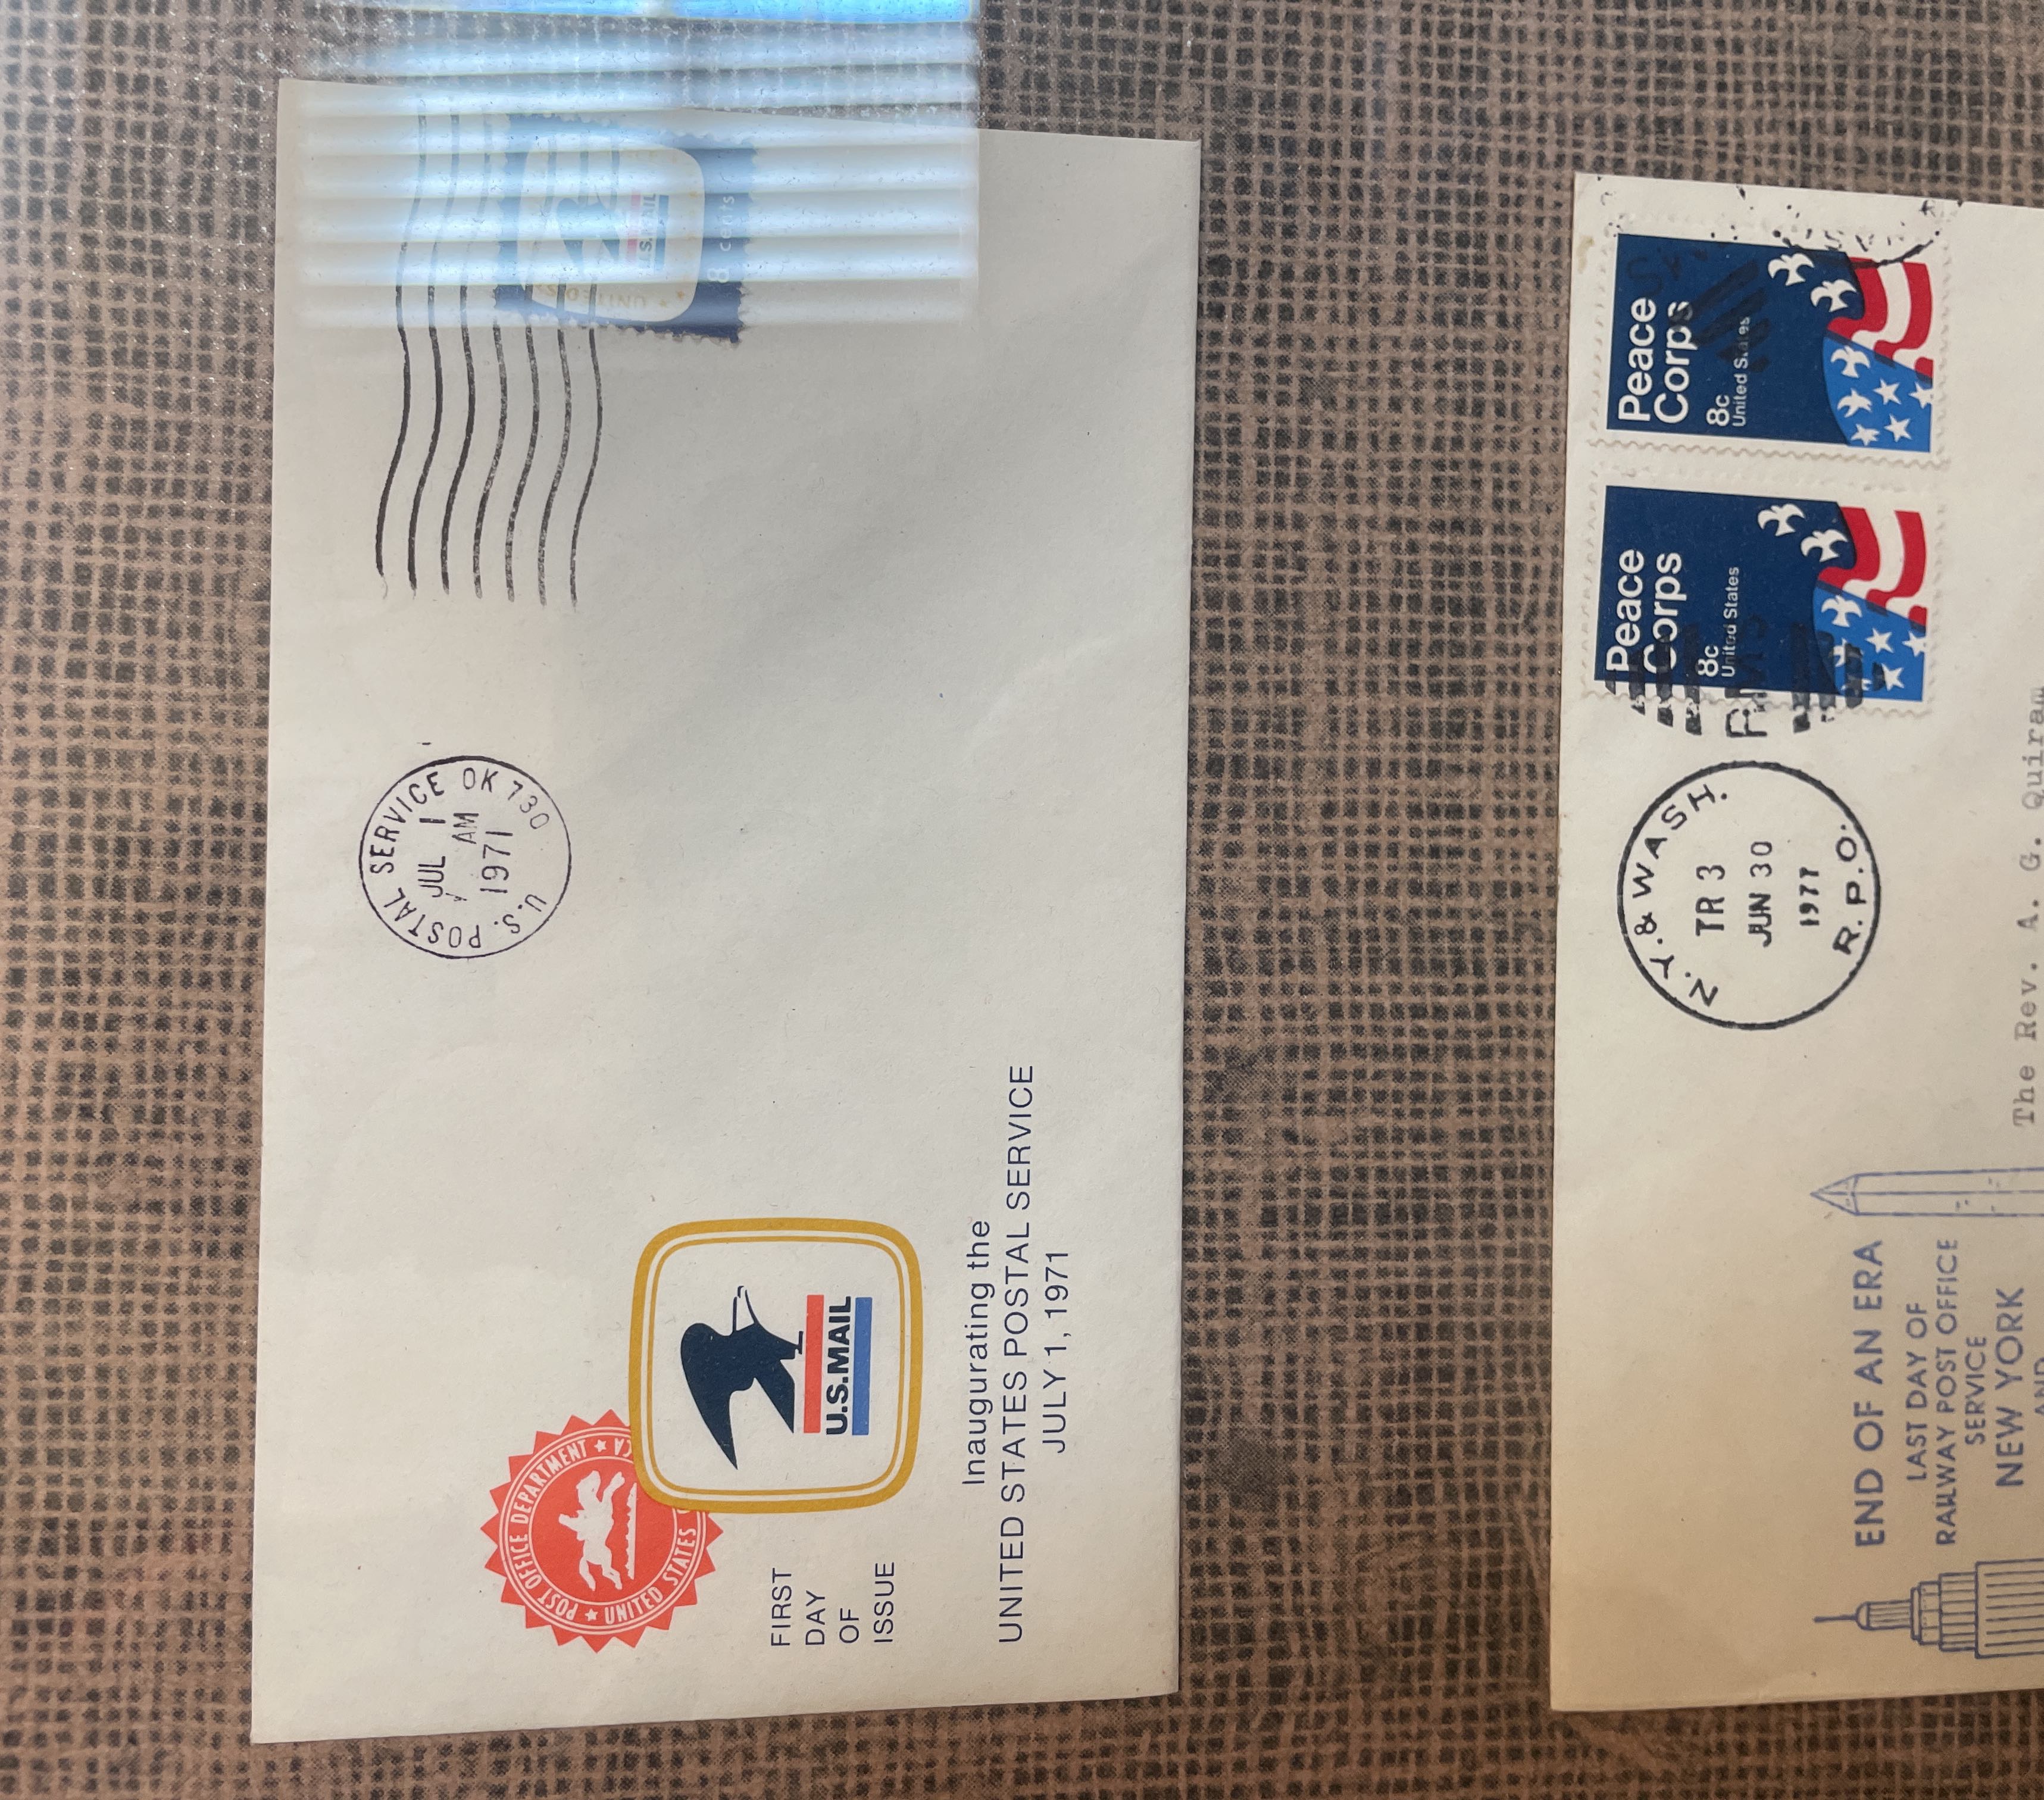 U.S. POSTAL SERVICE OK 730
JUL 1
AM
1971
UNITED
U.S. MAIL
8 cents
POST OFFICE DEPARTMENT ★
★ UNITED STATES
U.S.MAIL
FIRST
DAY
OF
ISSUE
Inaugurating the
UNITED STATES POSTAL SERVICE
JULY 1, 1971
Peace
Corps
8c
United States
Peace
Corps
8c
United States
N.Y. & WASH.
TR 3
JUN 30
1977
R.P.O.
RMS
The Rev. A. G. Quiram
END OF AN ERA
LAST DAY OF
RAILWAY POST OFFICE
SERVICE
NEW YORK
AND